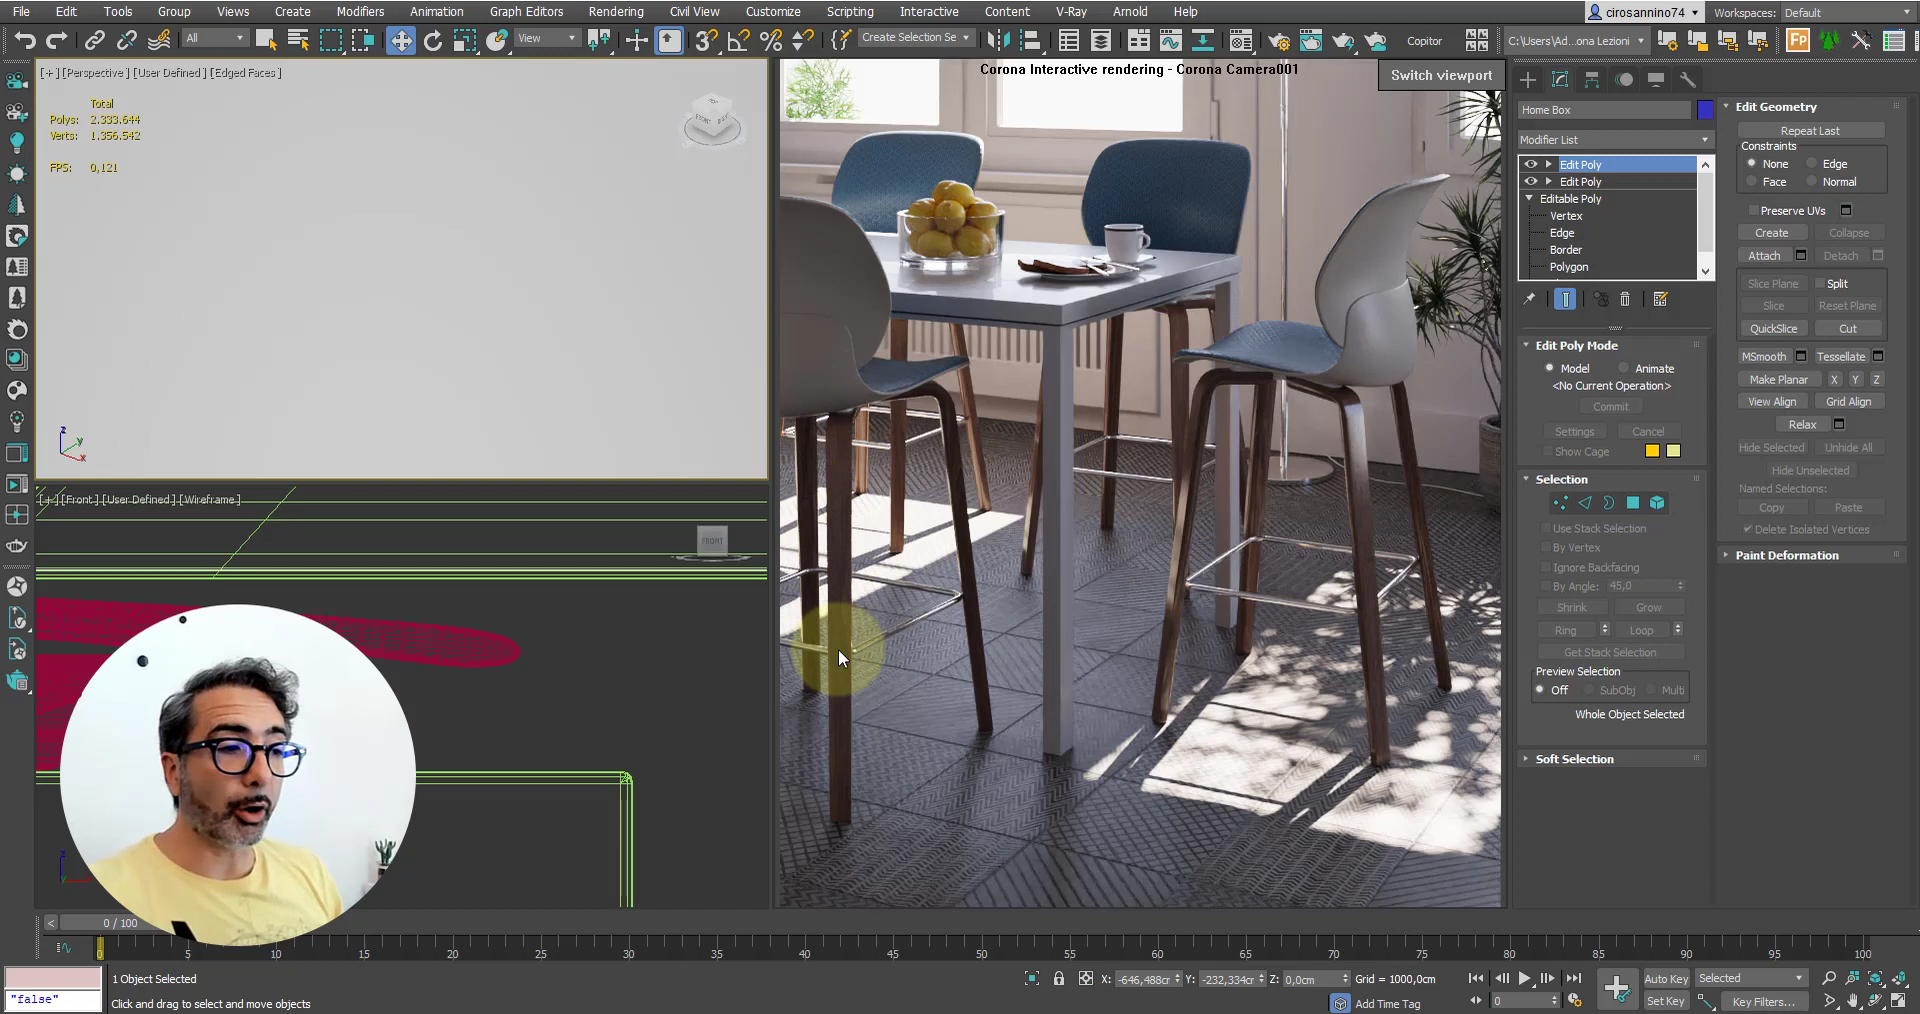 File Edit Tools Group Views Create Modifiers Animation Graph Editors Rendering Civil View Customize Scripting Interactive Content V-Ray Arnold Help
cirosannino74 Workspaces: Default
All View Create Selection Se Copitor C:\Users\Ad...ona Lezioni
[+][Perspective][User Defined][Edged Faces]
Total
Polys: 2.333.644
Verts: 1.356.542
FPS: 0,121
FRONT
z y x
[+][Front][User Defined][Wireframe]
FRONT
Corona Interactive rendering - Corona Camera001
Switch viewport
Home Box
Modifier List
Edit Poly
Edit Poly
Editable Poly
Vertex
Edge
Border
Polygon
Edit Poly Mode
Model Animate
<No Current Operation>
Commit
Settings Cancel
Show Cage
Selection
Use Stack Selection
By Vertex
Ignore Backfacing
By Angle: 45,0
Shrink Grow
Ring Loop
Get Stack Selection
Preview Selection
Off SubObj Multi
Whole Object Selected
Soft Selection
Edit Geometry
Repeat Last
Constraints
None Edge
Face Normal
Preserve UVs
Create Collapse
Attach Detach
Slice Plane Split
Slice Reset Plane
QuickSlice Cut
MSmooth Tessellate
Make Planar X Y Z
View Align Grid Align
Relax
Hide Selected Unhide All
Hide Unselected
Named Selections:
Copy Paste
Delete Isolated Vertices
Paint Deformation
0 / 100
0 5 10 15 20 25 30 35 40 45 50 55 60 65 70 75 80 85 90 95 100
"false"
1 Object Selected
Click and drag to select and move objects
X: -646,488cm Y: -232,334cm Z: 0,0cm Grid = 1000,0cm
Add Time Tag
0
Auto Key Selected
Set Key Key Filters...